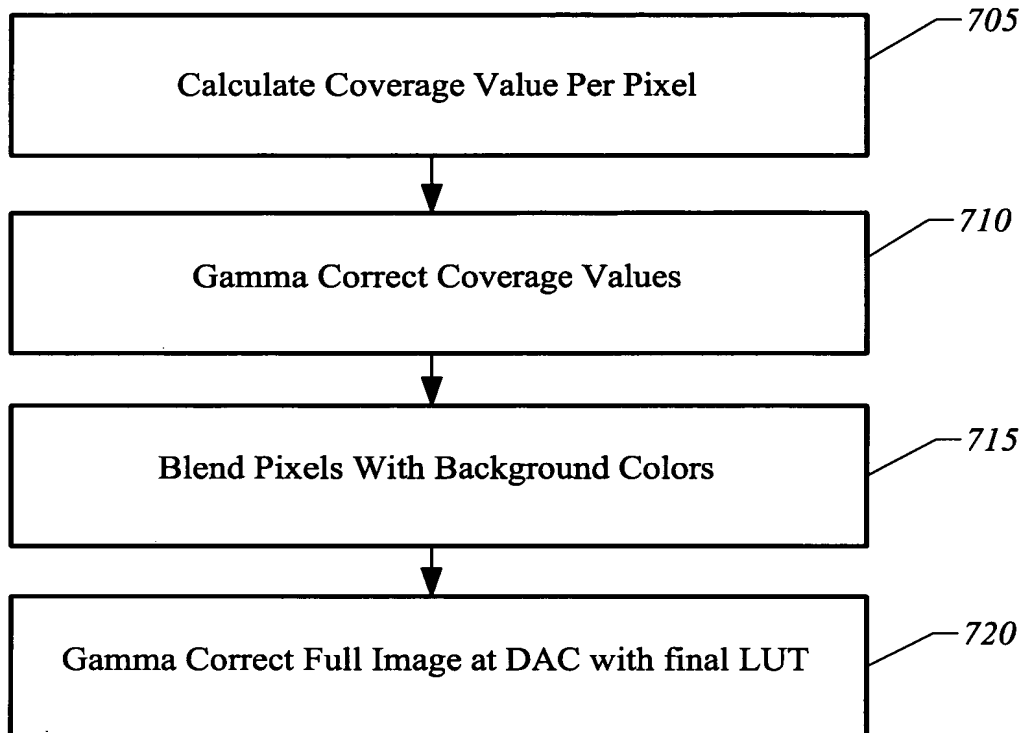 705
Calculate Coverage Value Per Pixel
710
Gamma Correct Coverage Values
715
Blend Pixels With Background Colors
720
Gamma Correct Full Image at DAC with final LUT